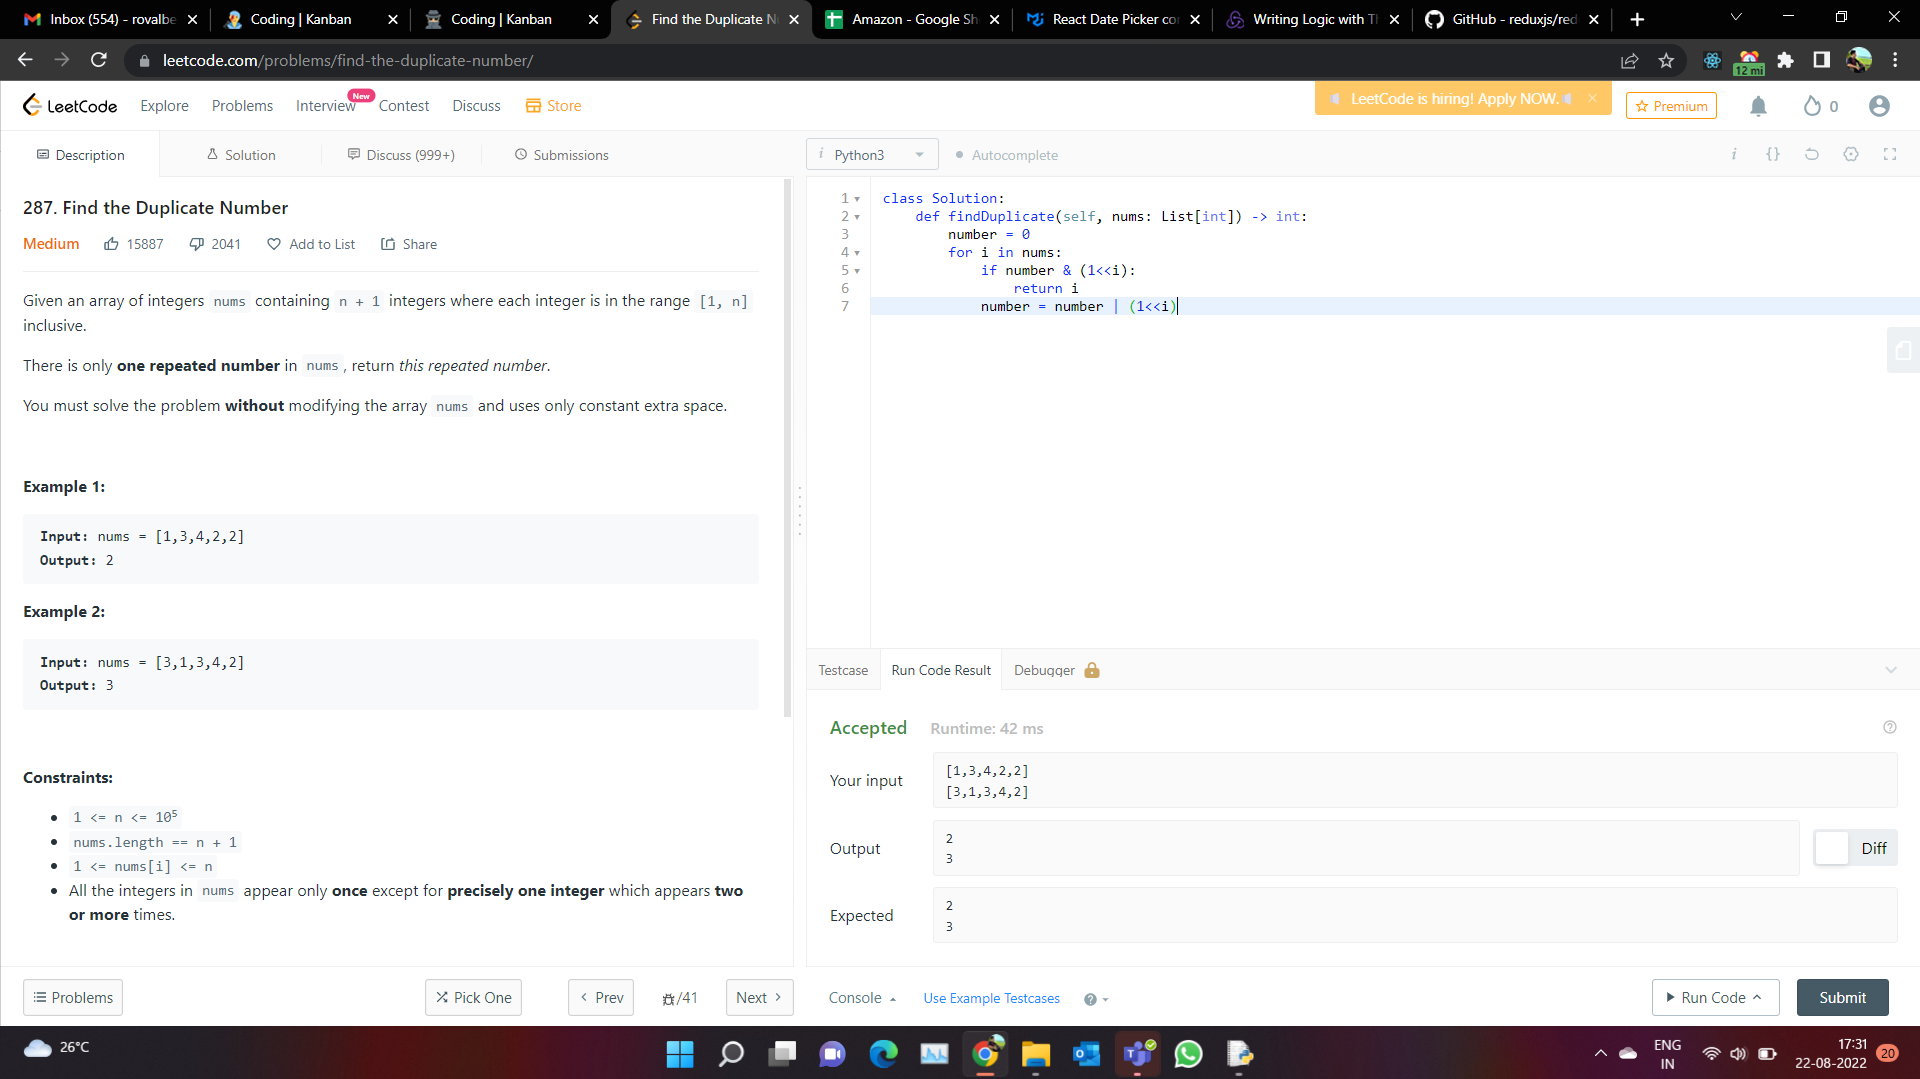 Inbox (554) - rovalbe
Coding | Kanban
Coding | Kanban
Find the Duplicate N
Amazon - Google Sh
React Date Picker co
Writing Logic with T
GitHub - reduxjs/red
leetcode.com/problems/find-the-duplicate-number/
12 mi
LeetCode
Explore
Problems
Interview
New
Contest
Discuss
Store
LeetCode is hiring! Apply NOW.
Premium
0
Description
Solution
Discuss (999+)
Submissions
i Python3
Autocomplete
i {}
287. Find the Duplicate Number
Medium 15887 2041 Add to List Share
Given an array of integers nums containing n + 1 integers where each integer is in the range [1, n]
inclusive.
There is only one repeated number in nums , return this repeated number.
You must solve the problem without modifying the array nums and uses only constant extra space.
Example 1:
Input: nums = [1,3,4,2,2]
Output: 2
Example 2:
Input: nums = [3,1,3,4,2]
Output: 3
Constraints:
1 <= n <= 10⁵
nums.length == n + 1
1 <= nums[i] <= n
All the integers in nums appear only once except for precisely one integer which appears two
or more times.
1 class Solution:
2 def findDuplicate(self, nums: List[int]) -> int:
3 number = 0
4 for i in nums:
5 if number & (1<<i):
6 return i
7 number = number | (1<<i)
Testcase
Run Code Result
Debugger
Accepted Runtime: 42 ms
Your input
[1,3,4,2,2]
[3,1,3,4,2]
Output
2
3
Diff
Expected
2
3
Problems
Pick One
Prev
/41
Next
Console
Use Example Testcases
Run Code
Submit
26°C
ENG
IN
17:31
22-08-2022
20